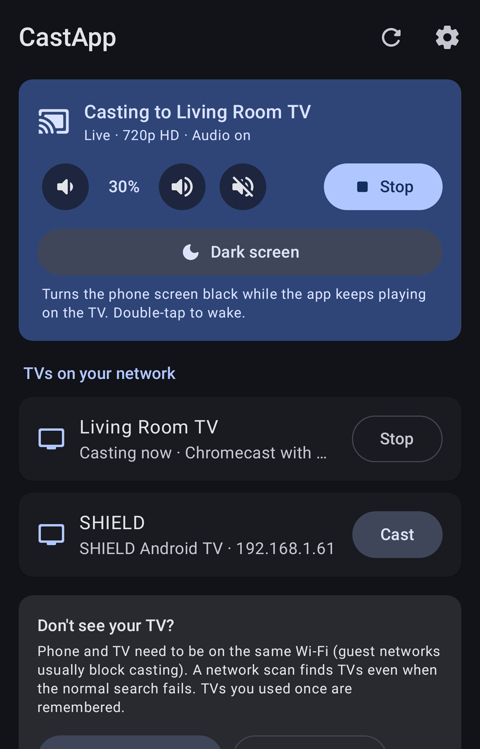 CastApp
Casting to Living Room TV
Live · 720p HD · Audio on
30%
Stop
Dark screen
Turns the phone screen black while the app keeps playing
on the TV. Double-tap to wake.
TVs on your network
Living Room TV
Casting now · Chromecast with …
Stop
SHIELD
SHIELD Android TV · 192.168.1.61
Cast
Don't see your TV?
Phone and TV need to be on the same Wi-Fi (guest networks
usually block casting). A network scan finds TVs even when
the normal search fails. TVs you used once are
remembered.